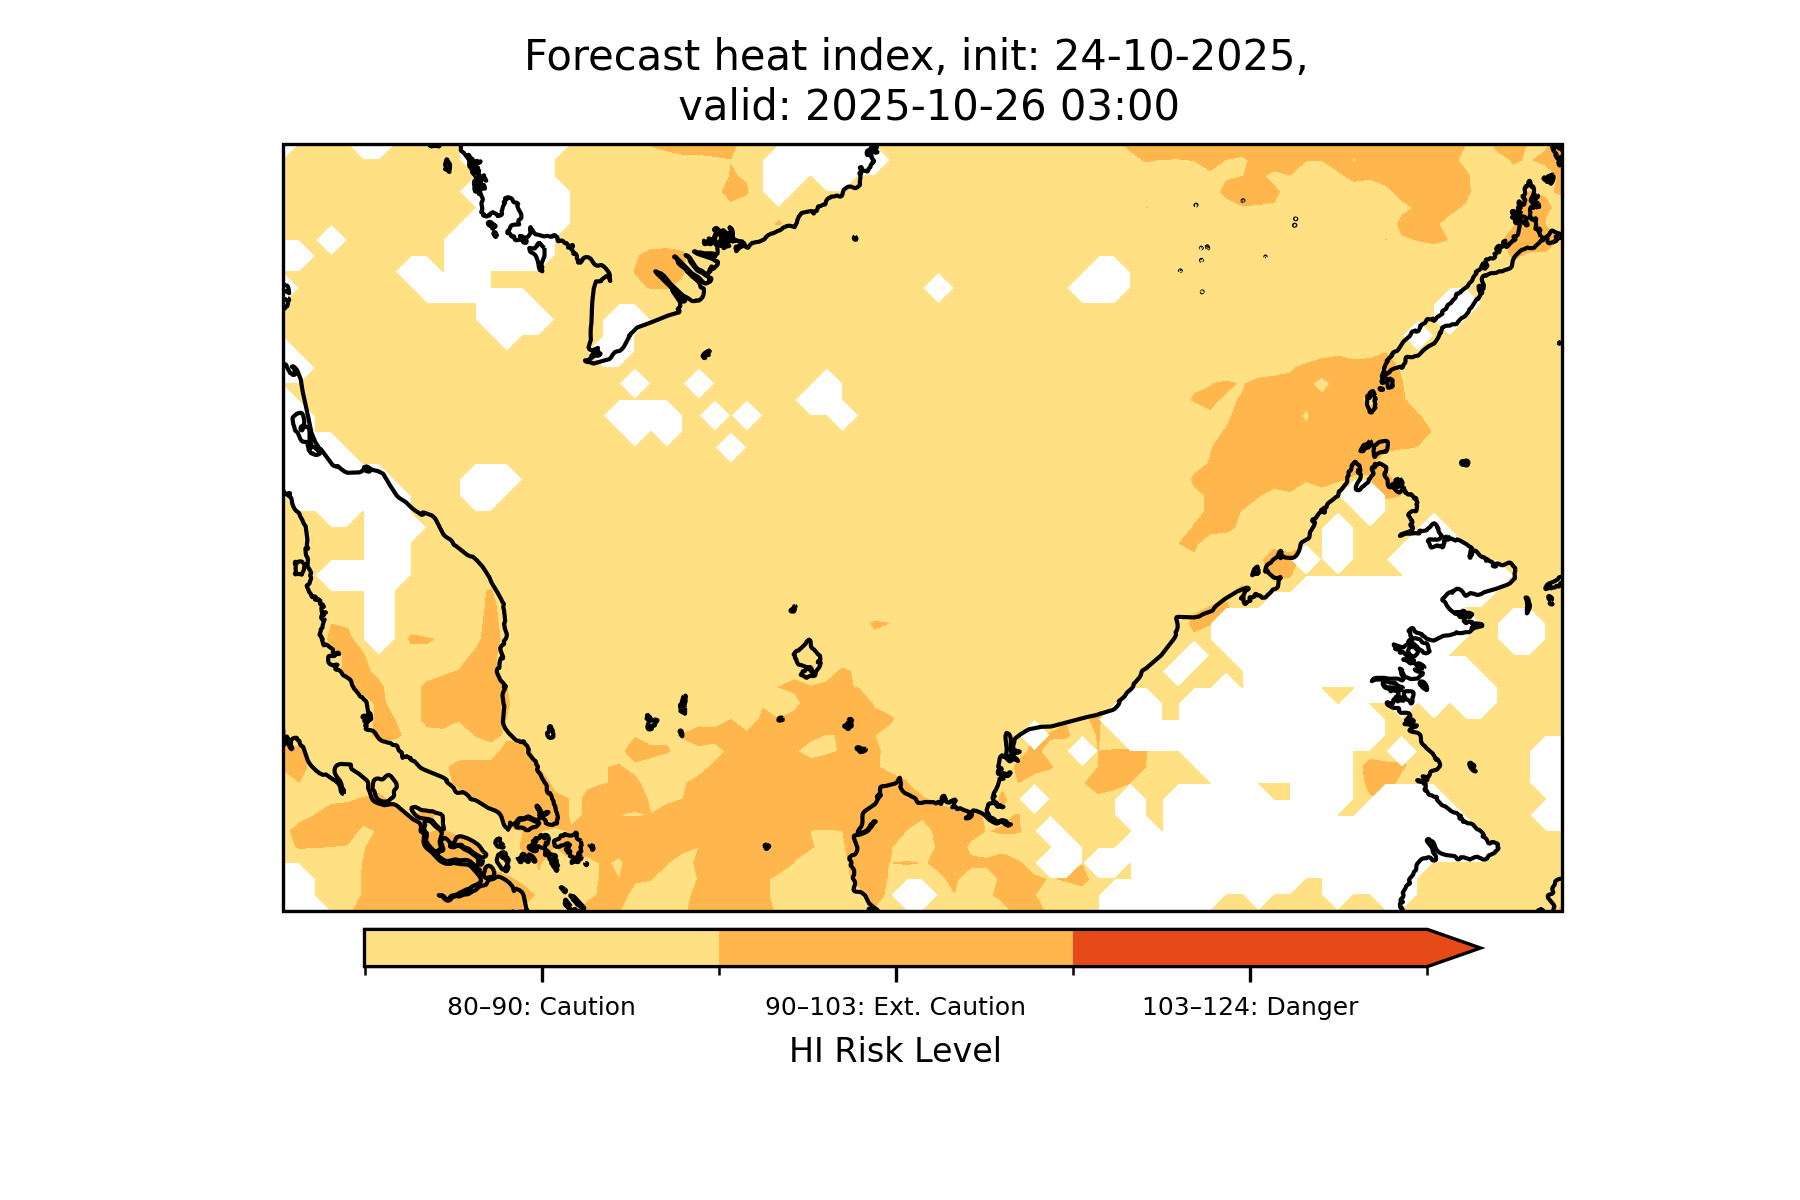 Forecast heat index, init: 24-10-2025,
valid: 2025-10-26 03:00
80–90: Caution
90–103: Ext. Caution
103–124: Danger
HI Risk Level